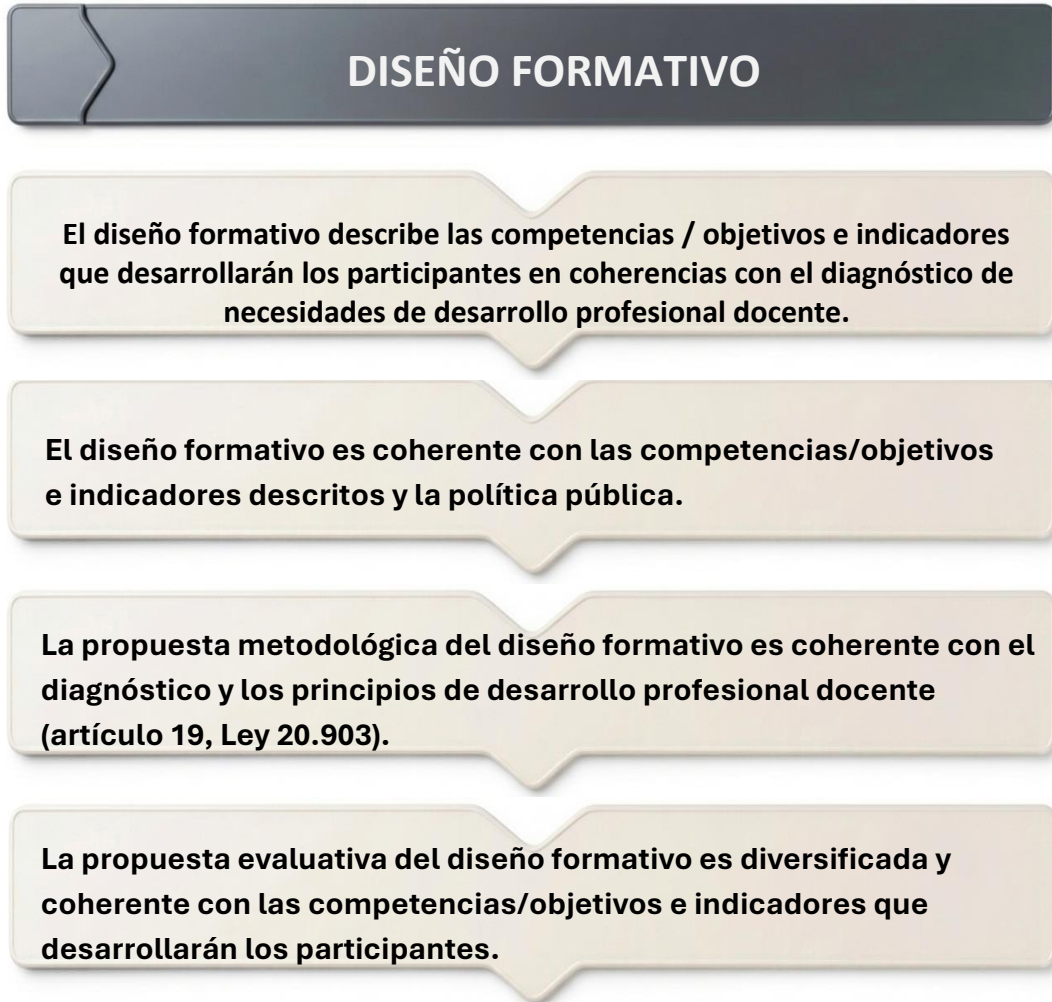 DISEÑO FORMATIVO
El diseño formativo describe las competencias / objetivos e indicadores
que desarrollarán los participantes en coherencias con el diagnóstico de
necesidades de desarrollo profesional docente.
El diseño formativo es coherente con las competencias/objetivos
e indicadores descritos y la política pública.
La propuesta metodológica del diseño formativo es coherente con el
diagnóstico y los principios de desarrollo profesional docente
(artículo 19, Ley 20.903).
La propuesta evaluativa del diseño formativo es diversificada y
coherente con las competencias/objetivos e indicadores que
desarrollarán los participantes.